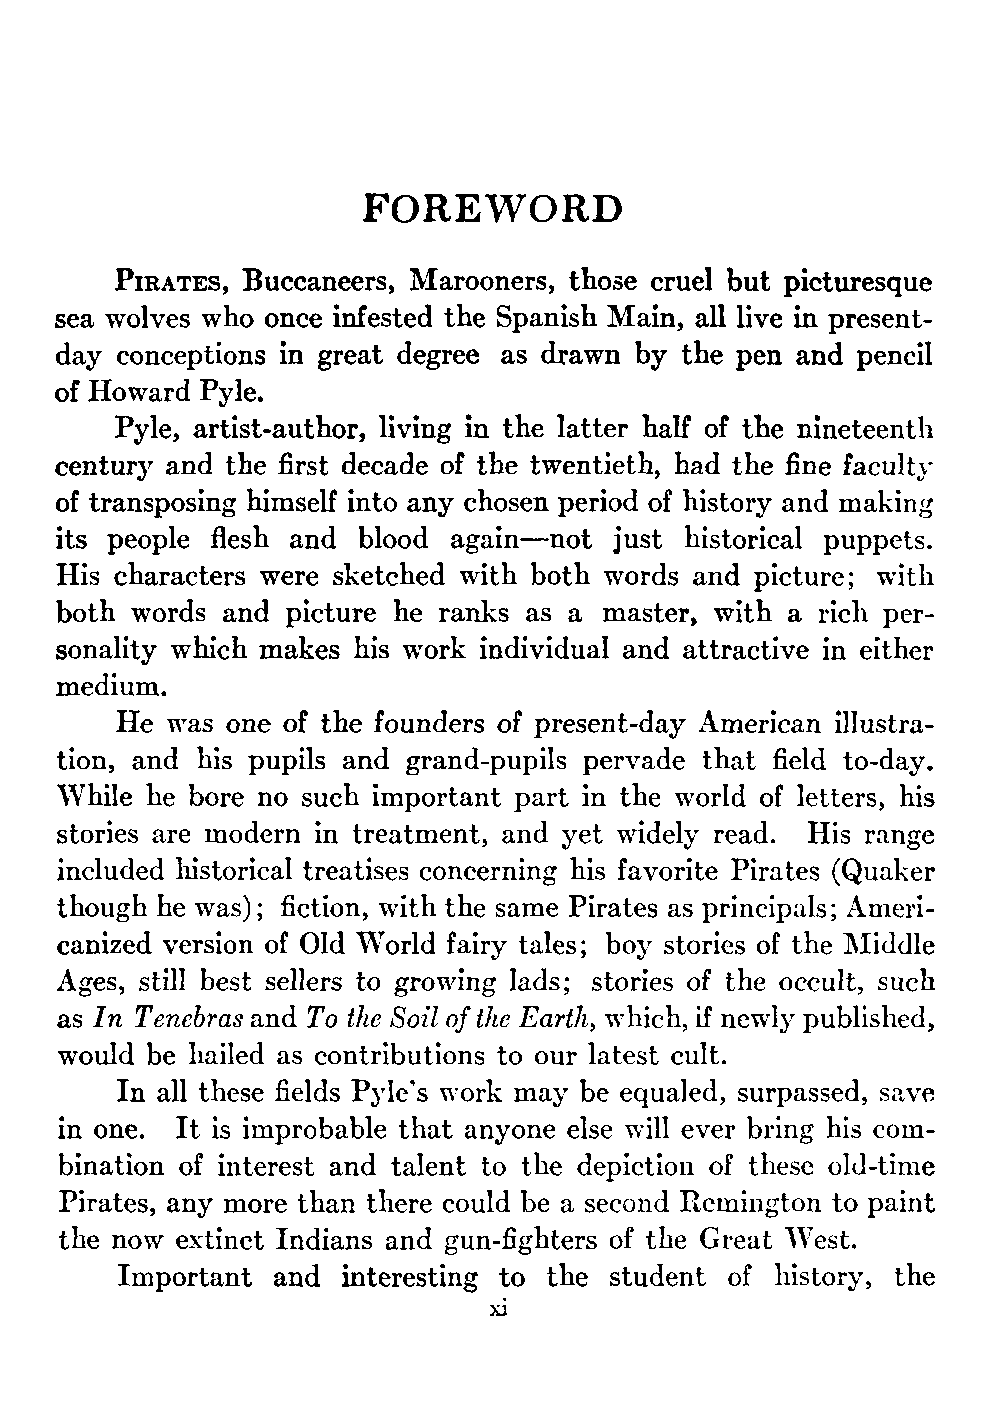 FOREWORD
PIRATES, Buccaneers, Marooners, those cruel but picturesque
sea wolves who once infested the Spanish Main, all live in present-
day conceptions in great degree as drawn by the pen and pencil
of Howard Pyle.
Pyle, artist-author, living in the latter half of the nineteenth
century and the first decade of the twentieth, had the fine faculty
of transposing himself into any chosen period of history and making
its people flesh and blood again—not just historical puppets.
His characters were sketched with both words and picture; with
both words and picture he ranks as a master, with a rich per-
sonality which makes his work individual and attractive in either
medium.
He was one of the founders of present-day American illustra-
tion, and his pupils and grand-pupils pervade that field to-day.
While he bore no such important part in the world of letters, his
stories are modern in treatment, and yet widely read. His range
included historical treatises concerning his favorite Pirates (Quaker
though he was); fiction, with the same Pirates as principals; Ameri-
canized version of Old World fairy tales; boy stories of the Middle
Ages, still best sellers to growing lads; stories of the occult, such
as In Tenebras and To the Soil of the Earth, which, if newly published,
would be hailed as contributions to our latest cult.
In all these fields Pyle's work may be equaled, surpassed, save
in one. It is improbable that anyone else will ever bring his com-
bination of interest and talent to the depiction of these old-time
Pirates, any more than there could be a second Remington to paint
the now extinct Indians and gun-fighters of the Great West.
Important and interesting to the student of history, the
xi